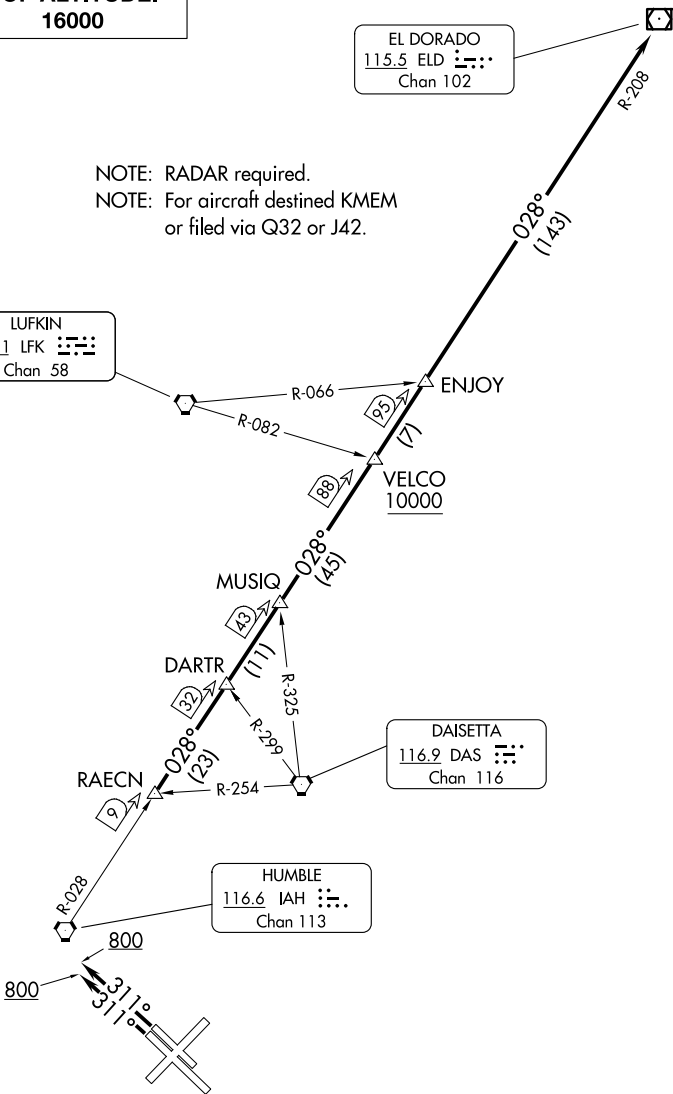 16000
EL DORADO
115.5 ELD
Chan 102
R-208
NOTE: RADAR required.
NOTE: For aircraft destined KMEM
or filed via Q32 or J42.
028°
(143)
LUFKIN
1 LFK
Chan 58
R-066
ENJOY
95
R-082
(7)
VELCO
10000
88
028°
(45)
MUSIQ
43
(11)
DARTR
R-325
32
R-299
DAISETTA
116.9 DAS
Chan 116
028°
(23)
RAECN
R-254
9
HUMBLE
116.6 IAH
Chan 113
R-028
800
800
311°
311°